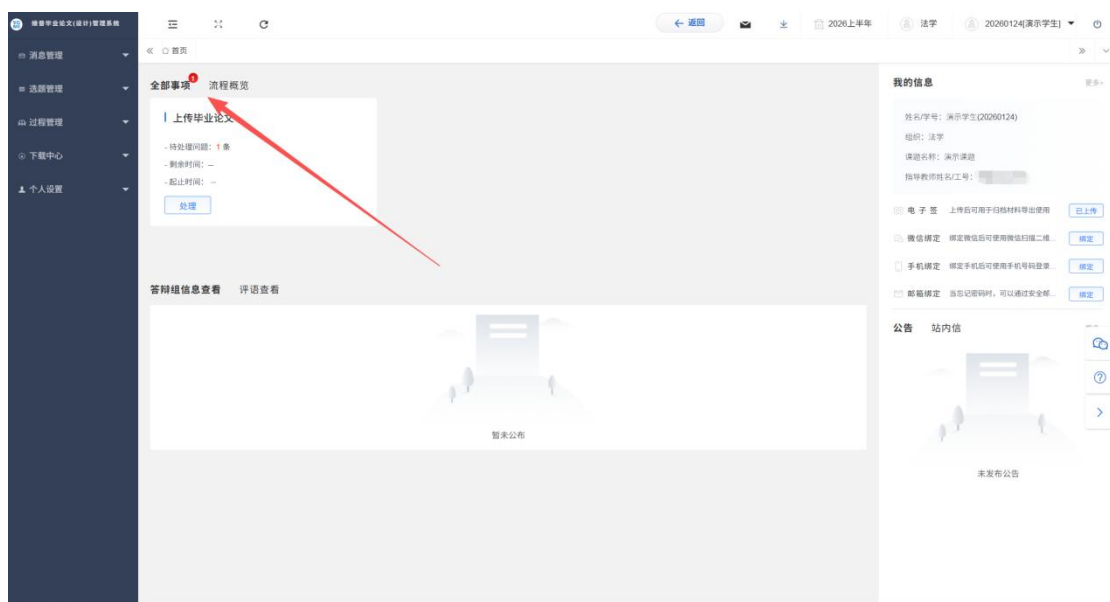 维普毕业论文(设计)管理系统
返回
2026上半年
法学
20260124[演示学生]
消息管理
选题管理
过程管理
下载中心
个人设置
首页
全部事项 1 流程概览
上传毕业论文
- 待处理问题：1 条
- 剩余时间：--
- 起止时间： --
处理
答辩组信息查看 评语查看
暂未公布
我的信息 更多+
姓名/学号：演示学生(20260124)
组织：法学
课题名称：演示课题
指导教师姓名/工号：
电 子 签 上传后可用于归档材料导出使用 已上传
微信绑定 绑定微信后可使用微信扫描二维... 绑定
手机绑定 绑定手机后可使用手机号码登录... 绑定
邮箱绑定 当忘记密码时，可以通过安全邮... 绑定
公告 站内信
未发布公告